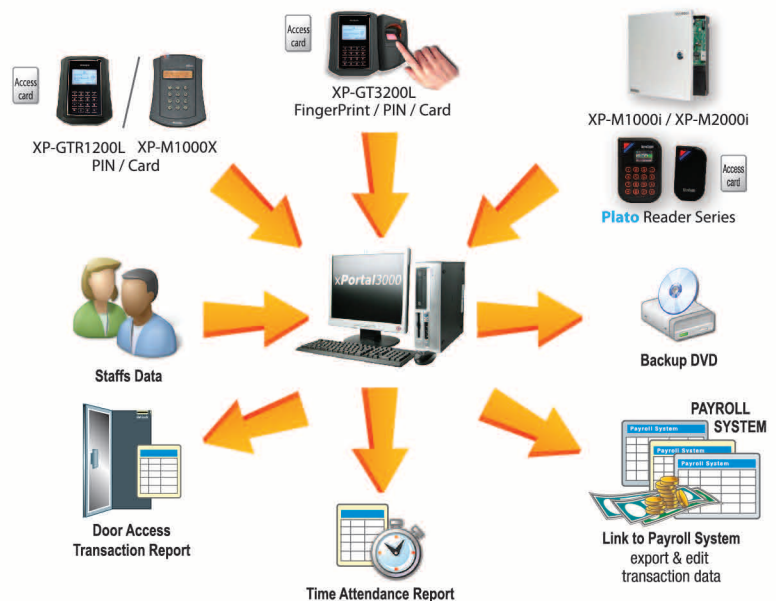 Access
card
XP-GTR1200L
XP-M1000X
PIN / Card
Access
card
XP-GT3200L
FingerPrint / PIN / Card
XP-M1000i / XP-M2000i
Access
card
Plato Reader Series
Staffs Data
xPortal3000
Backup DVD
Door Access
Transaction Report
Time Attendance Report
PAYROLL
SYSTEM
Payroll System
Payroll System
Payroll System
Link to Payroll System
export & edit
transaction data